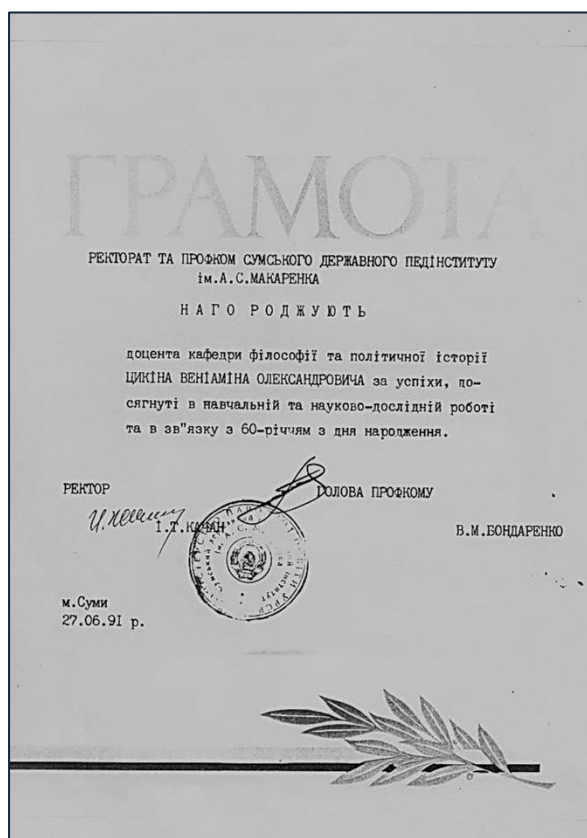 ГРАМОТА
РЕКТОРАТ ТА ПРОФКОМ СУМСЬКОГО ДЕРЖАВНОГО ПЕДІНСТИТУТУ
ім.А.С.МАКАРЕНКА
НАГОРОДЖУЮТЬ
доцента кафедри філософії та політичної історії
ЦИКІНА ВЕНІАМІНА ОЛЕКСАНДРОВИЧА за успіхи, до-
сягнуті в навчальній та науково-дослідній роботі
та в зв"язку з 60-річчям з дня народження.
РЕКТОР
ГОЛОВА ПРОФКОМУ
І.Т.КАЧАН
В.М.БОНДАРЕНКО
м.Суми
27.06.9І р.